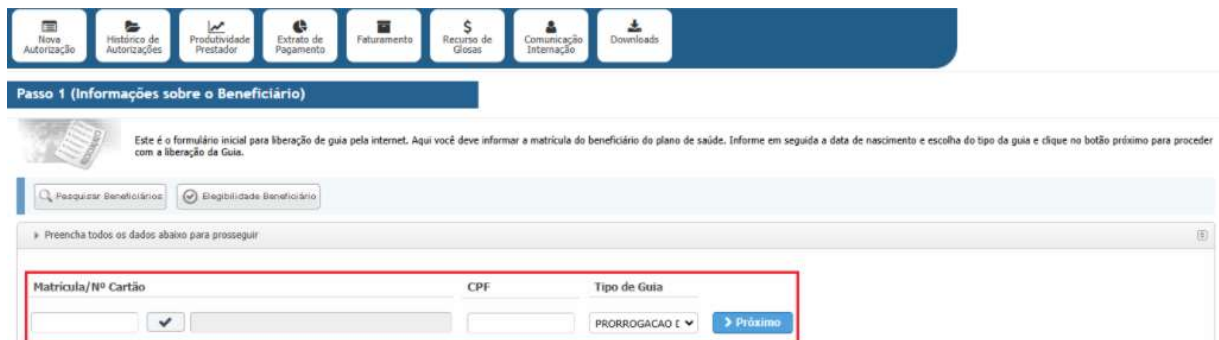 Nova Autorização
Histórico de Autorizações
Produtividade Prestador
Extrato de Pagamento
Faturamento
Recurso de Glosas
Comunicação Internação
Downloads
Passo 1 (Informações sobre o Beneficiário)
Este é o formulário inicial para liberação de guia pela internet. Aqui você deve informar a matrícula do beneficiário do plano de saúde. Informe em seguida a data de nascimento e escolha do tipo da guia e clique no botão próximo para proceder
com a liberação da Guia.
Pesquisar Beneficiários
Elegibilidade Beneficiário
Preencha todos os dados abaixo para prosseguir
Matrícula/Nº Cartão CPF Tipo de Guia
PRORROGACAO D Próximo